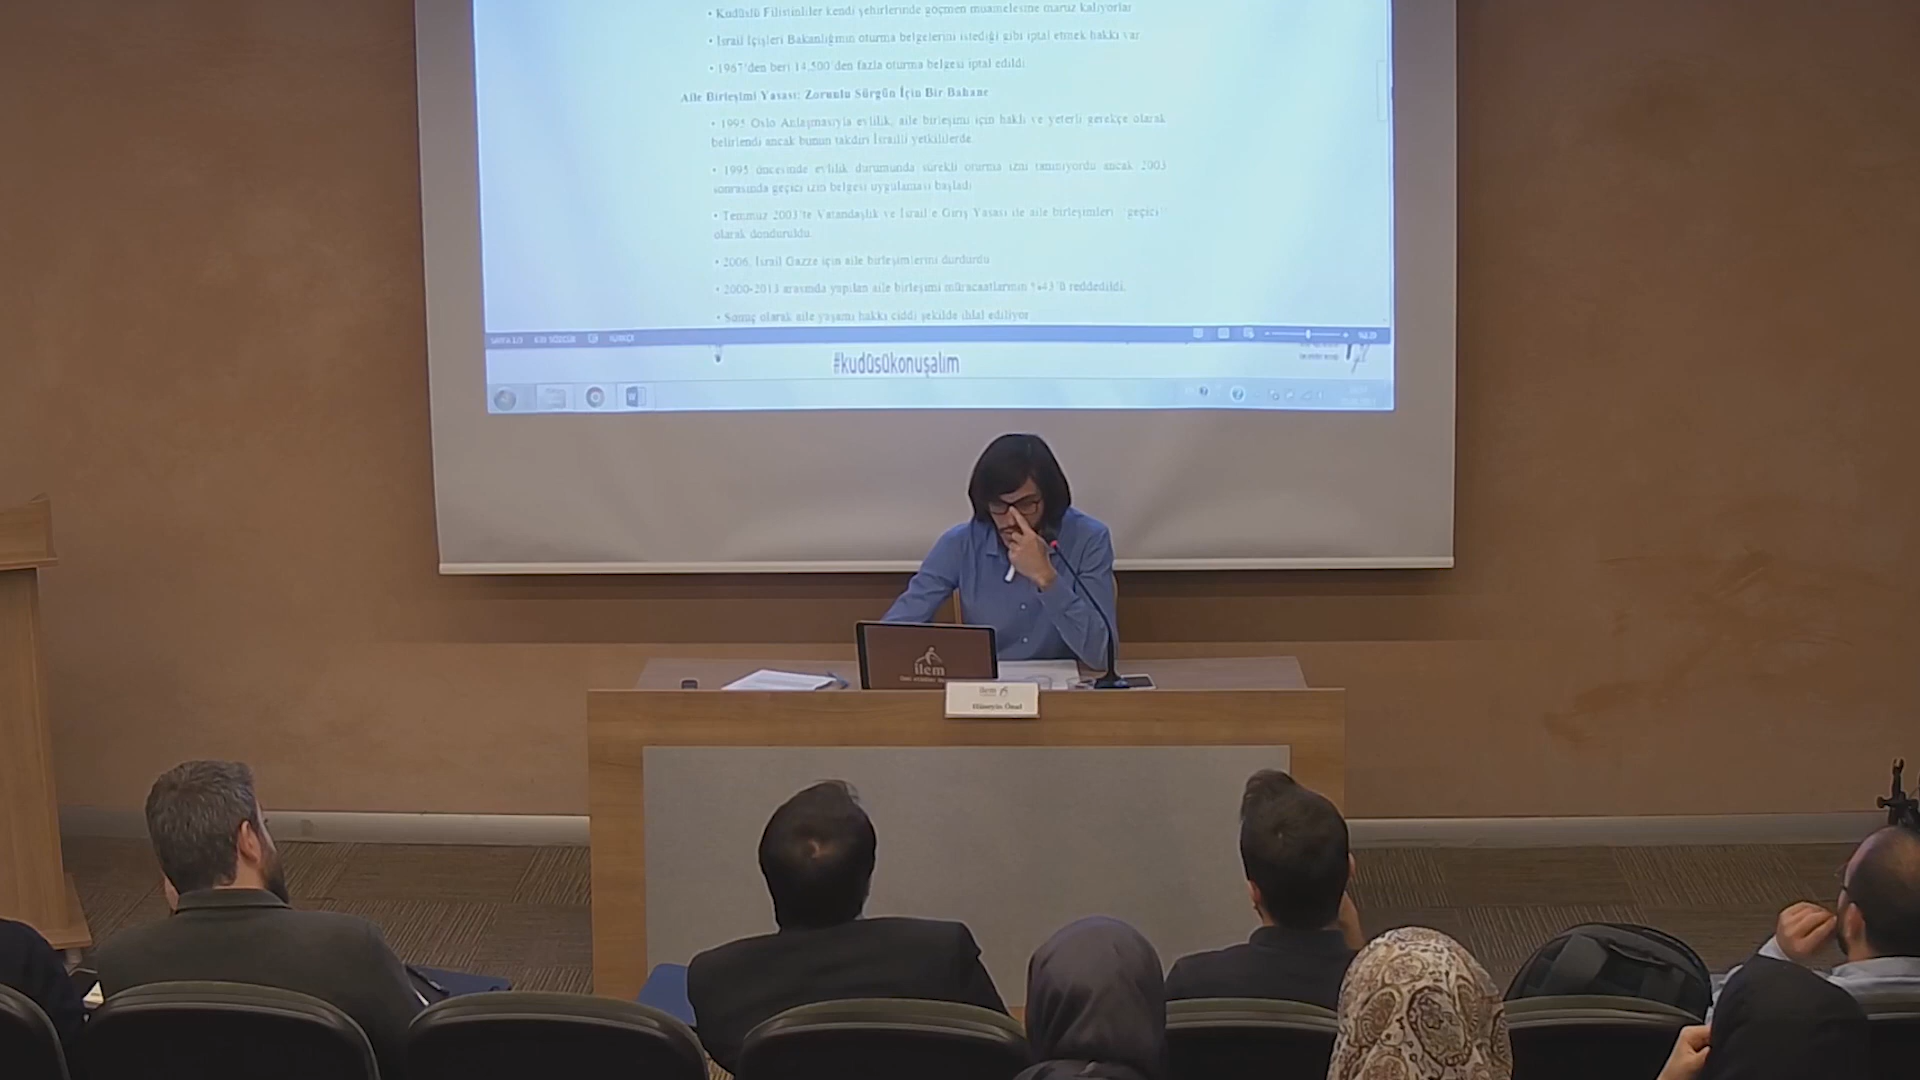 • Kudüslü Filistinliler kendi şehirlerinde göçmen muamelesine maruz kalıyorlar
• İsrail İçişleri Bakanlığının oturma belgelerini istediği gibi iptal etmek hakkı var
• 1967'den beri 14,500'den fazla oturma belgesi iptal edildi
Aile Birleşimi Yasası: Zorunlu Sürgün İçin Bir Bahane
• 1995 Oslo Anlaşmasıyla evlilik, aile birleşimi için haklı ve yeterli gerekçe olarak
belirlendi ancak bunun takdiri İsrailli yetkililerde
• 1995 öncesinde evlilik durumunda sürekli oturma izni tanınıyordu ancak 2003
sonrasında geçici izin belgesi uygulaması başladı
• Temmuz 2003'te Vatandaşlık ve İsrail'e Giriş Yasası ile aile birleşimleri "geçici"
olarak donduruldu.
• 2006, İsrail Gazze için aile birleşimlerini durdurdu
• 2000-2013 arasında yapılan aile birleşimi müracaatlarının %43'ü reddedildi.
• Sonuç olarak aile yaşamı hakkı ciddi şekilde ihlal ediliyor
TÜRKÇE
#kudüsükonuşalım
ilem
ilem
Hüseyin Önal